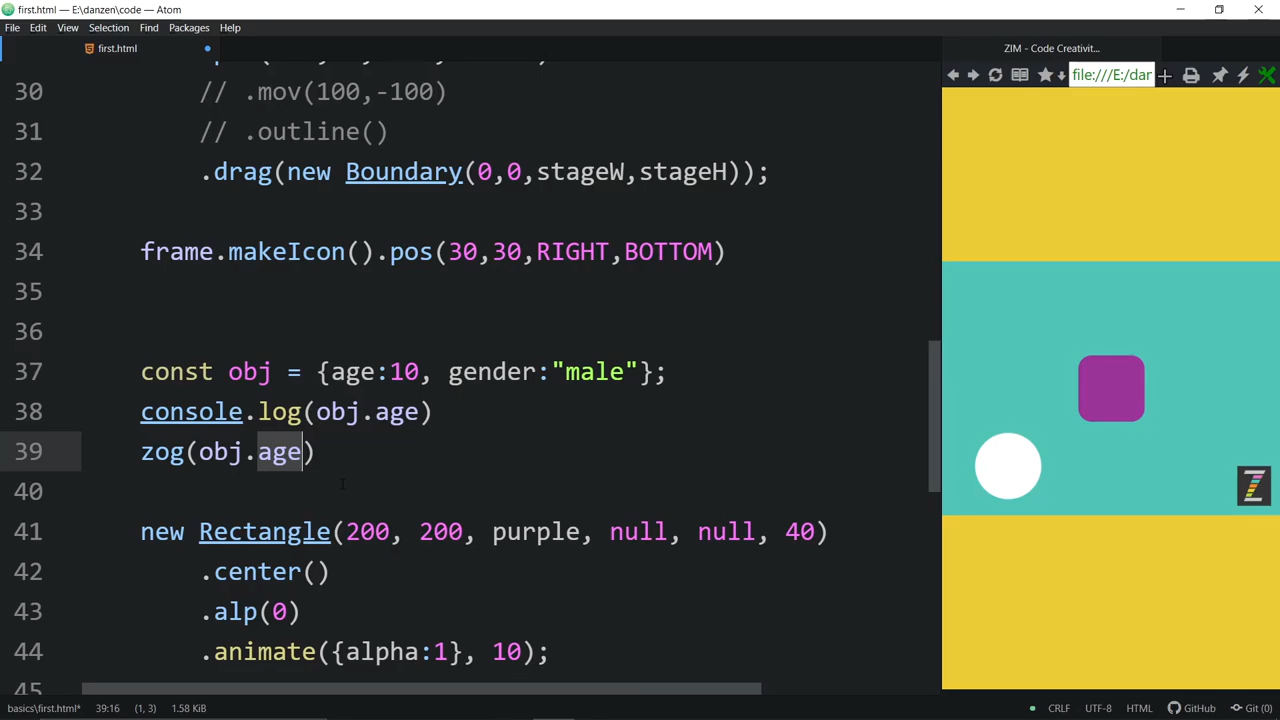 first.html — E:\danzen\code — Atom
File Edit View Selection Find Packages Help
first.html
ZIM - Code Creativit...
file:///E:/dar
30 // .mov(100,-100)
31 // .outline()
32 .drag(new Boundary(0,0,stageW,stageH));
33
34 frame.makeIcon().pos(30,30,RIGHT,BOTTOM)
35
36
37 const obj = {age:10, gender:"male"};
38 console.log(obj.age)
39 zog(obj.age)
40
41 new Rectangle(200, 200, purple, null, null, 40)
42 .center()
43 .alp(0)
44 .animate({alpha:1}, 10);
45
basics\first.html* (1, 3) 1.58 KiB 39:16 CRLF UTF-8 HTML GitHub Git (0)